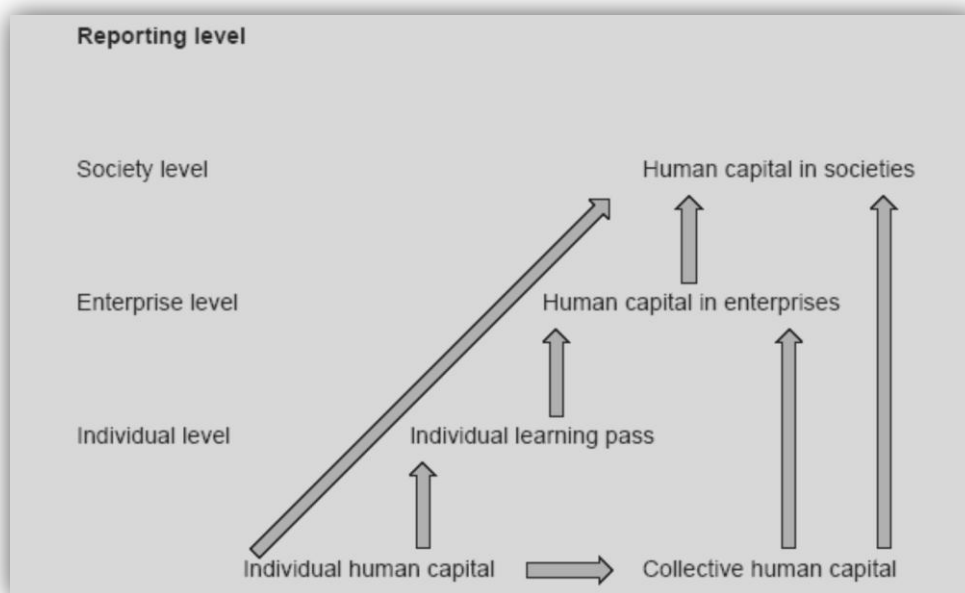 Reporting level
Society level
Human capital in societies
Enterprise level
Human capital in enterprises
Individual level
Individual learning pass
Individual human capital
Collective human capital